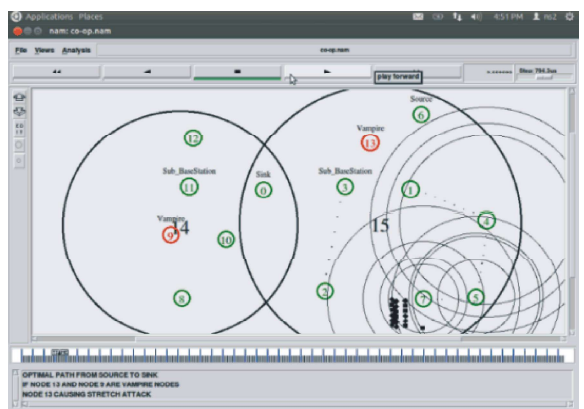 Applications Places
4:51 PM ns2
nam: co-op.nam
File Views Analysis
co-op.nam
play forward
Source
6
Vampire
13
12
Sub_BaseStation
11
Sink
0
Sub_BaseStation
3
1
4
Vampire
9
14
15
10
2
8
7
5
OPTIMAL PATH FROM SOURCE TO SINK
IF NODE 13 AND NODE 9 ARE VAMPIRE NODES
NODE 13 CAUSING STRETCH ATTACK